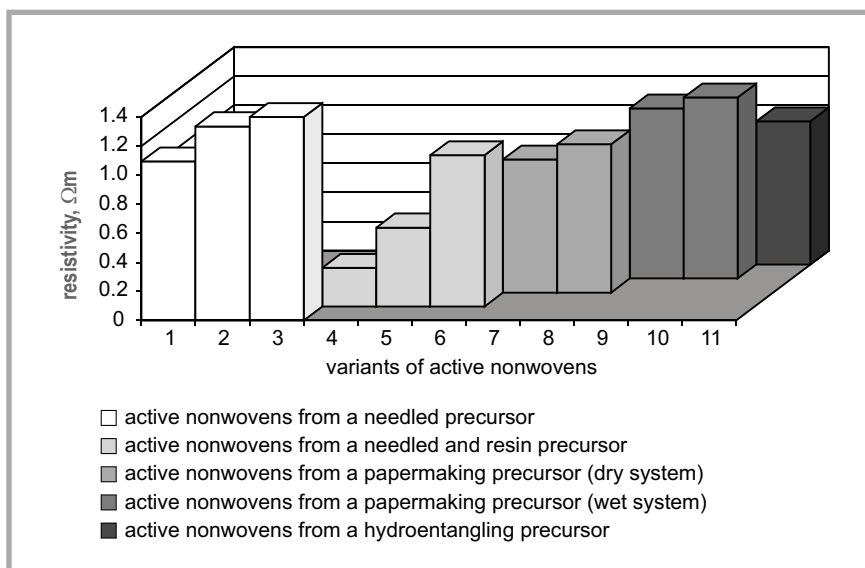 1.4
1.2
1.0
0.8
0.6
0.4
0.2
0
resistivity, Ωm
1 2 3 4 5 6 7 8 9 10 11
variants of active nonwovens
active nonwovens from a needled precursor
active nonwovens from a needled and resin precursor
active nonwovens from a papermaking precursor (dry system)
active nonwovens from a papermaking precursor (wet system)
active nonwovens from a hydroentangling precursor